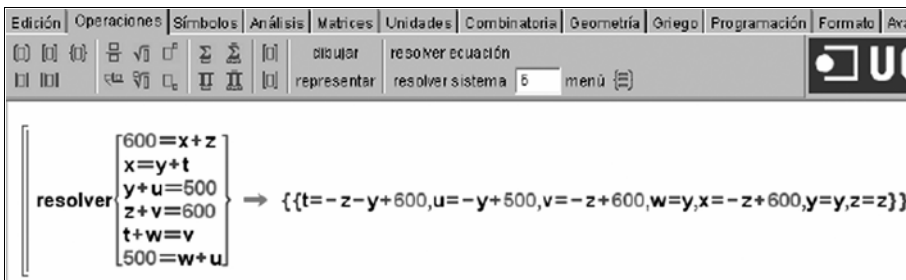 Edición Operaciones Símbolos Análisis Matrices Unidades Combinatoria Geometría Griego Programación Formato Ava
dibujar resolver ecuación
representar resolver sistema 6 menú
U
600=x+z
x=y+t
y+u=500
resolver z+v=600 → {{t=-z-y+600,u=-y+500,v=-z+600,w=y,x=-z+600,y=y,z=z}}
t+w=v
500=w+u